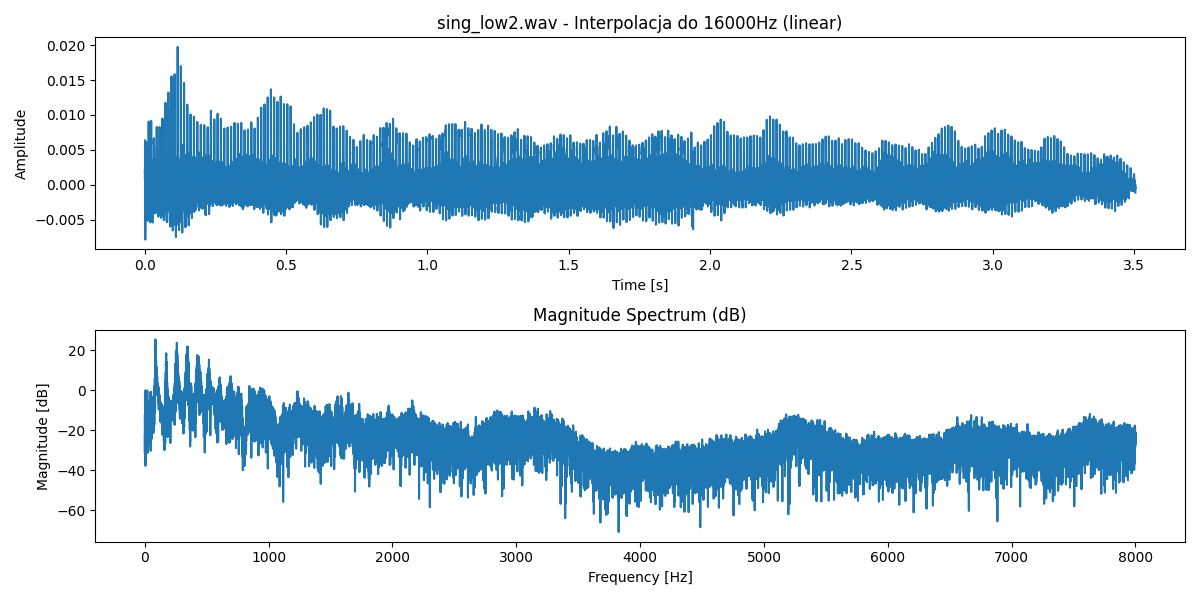 sing_low2.wav - Interpolacja do 16000Hz (linear)
0.020
0.015
0.010
0.005
0.000
−0.005
Amplitude
0.0 0.5 1.0 1.5 2.0 2.5 3.0 3.5
Time [s]
Magnitude Spectrum (dB)
20
0
−20
−40
−60
Magnitude [dB]
0 1000 2000 3000 4000 5000 6000 7000 8000
Frequency [Hz]